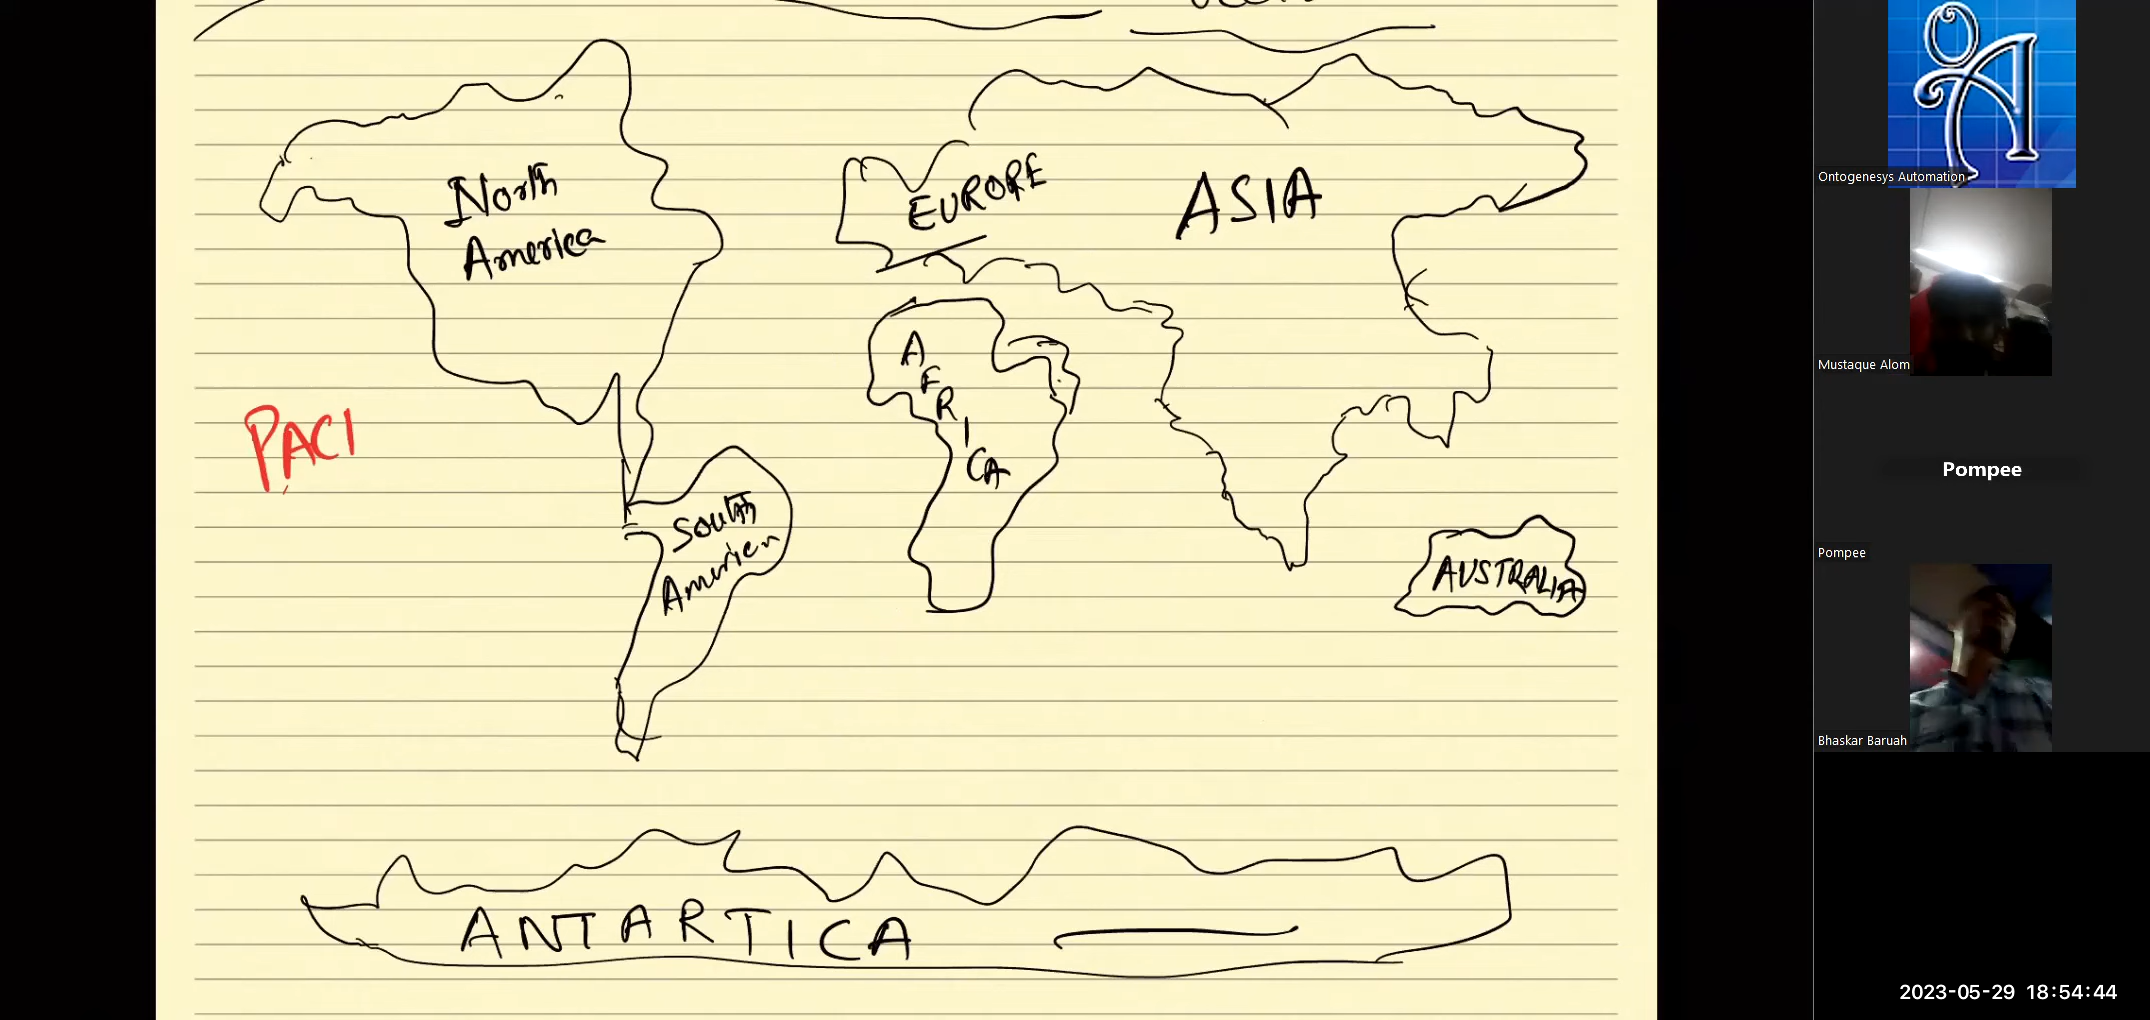 North
America
EUROPE
ASIA
AFRICA
PACI
South
America
AUSTRALIA
ANTARTICA
Ontogenesys Automation
Mustaque Alom
Pompee
Pompee
Bhaskar Baruah
2023-05-29 18:54:44